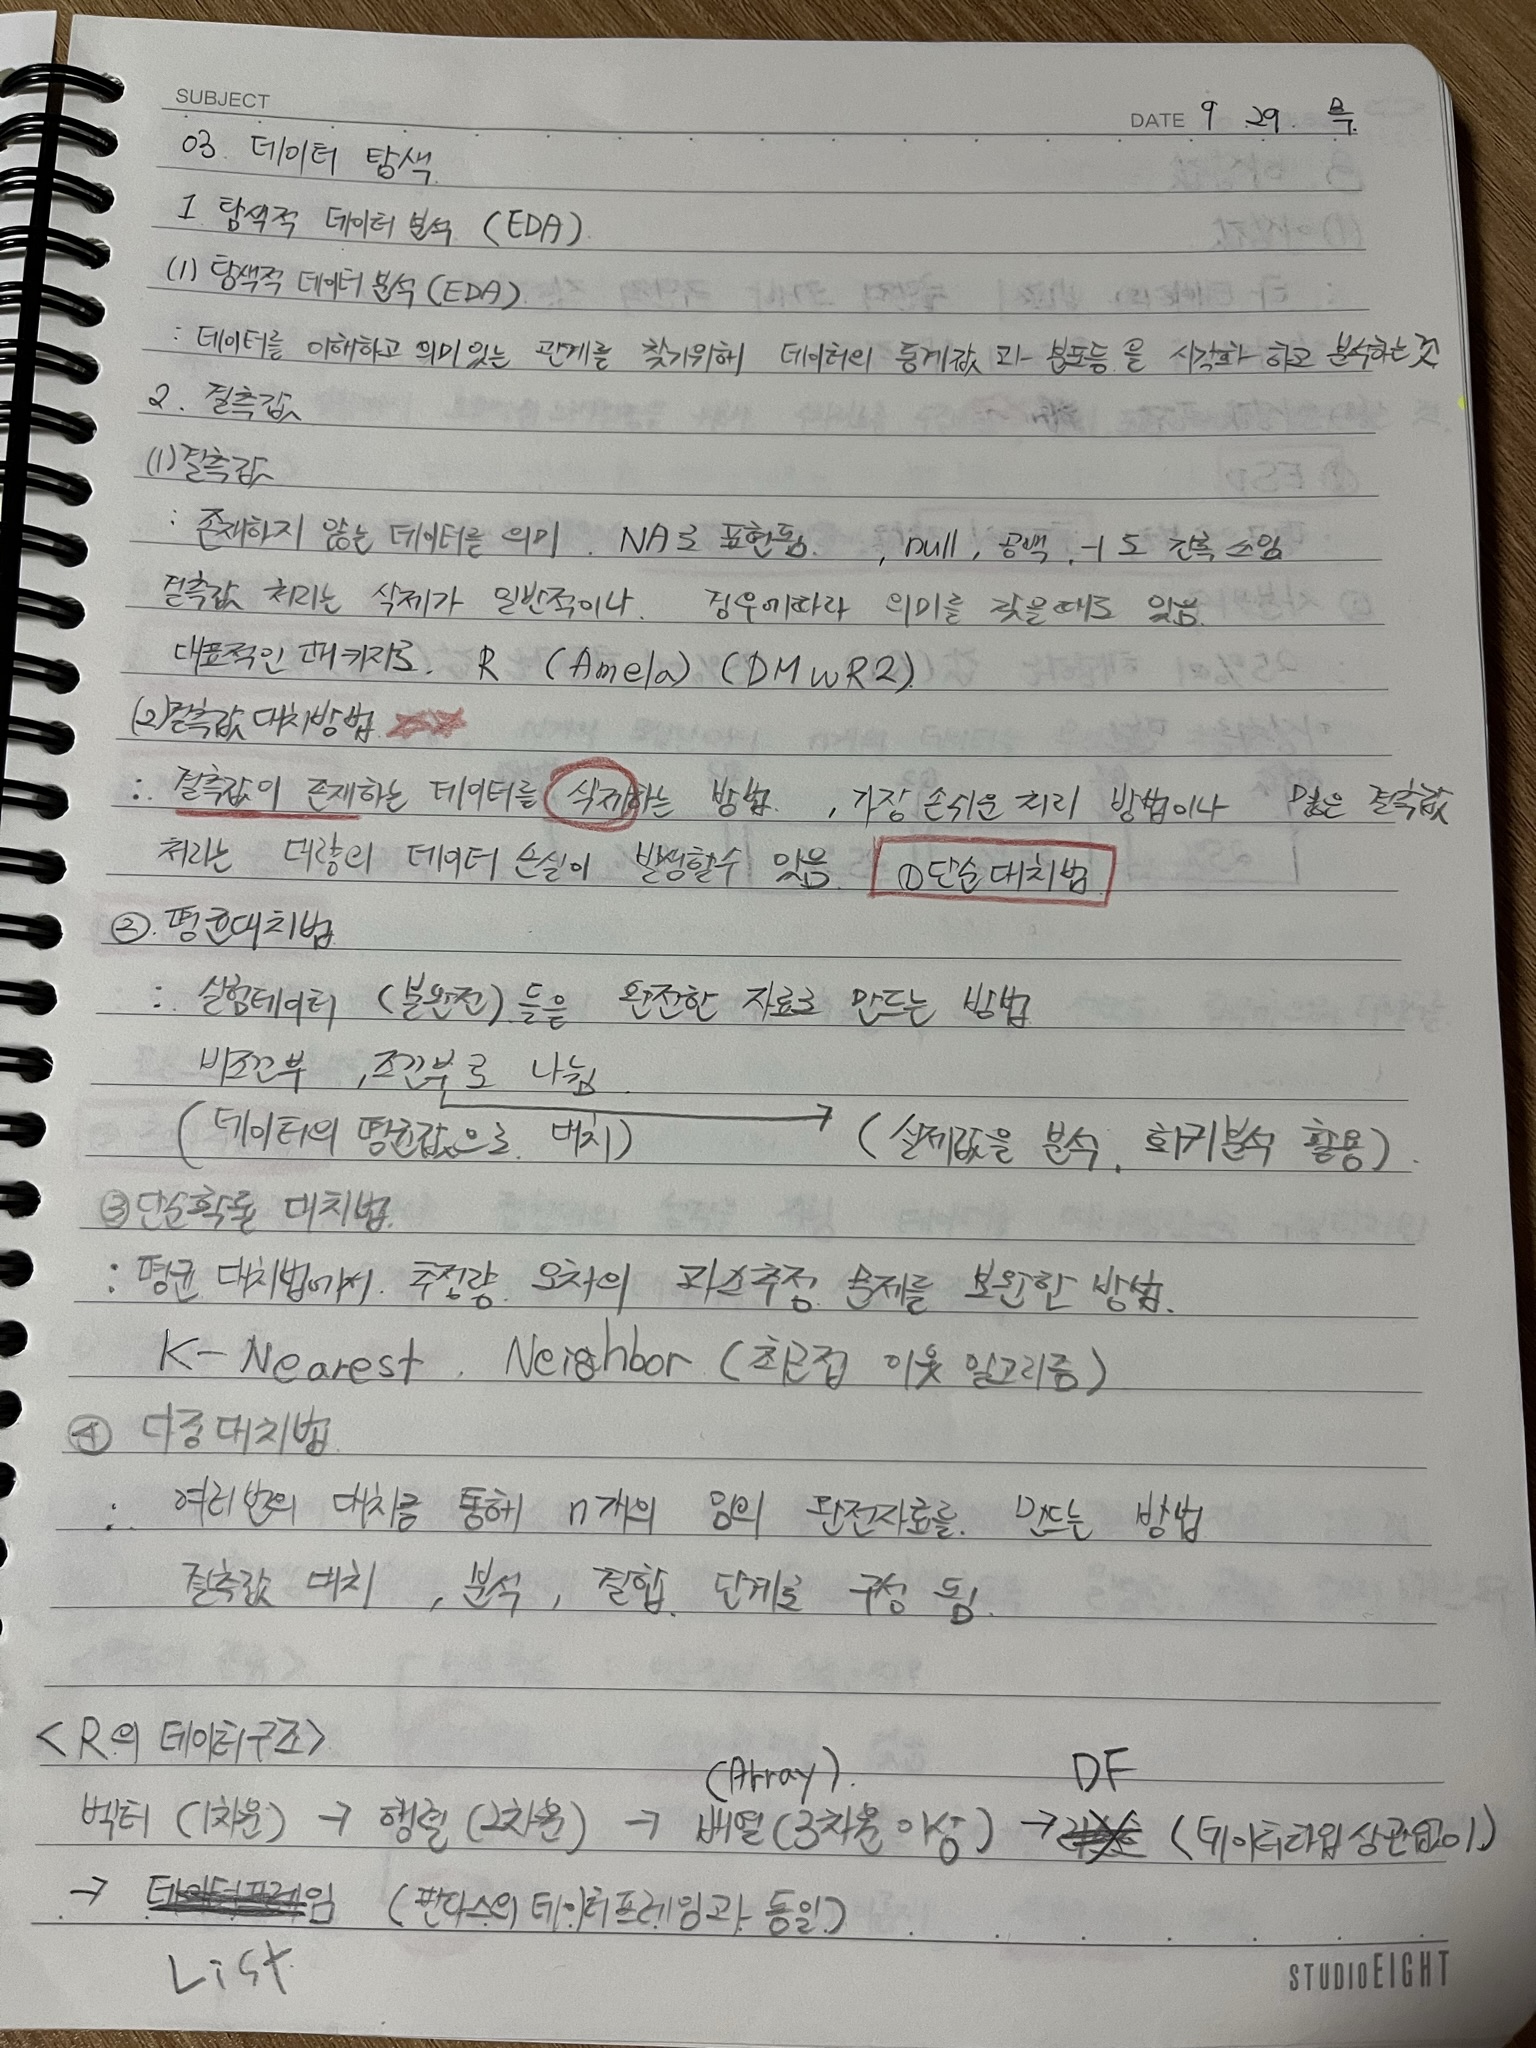 SUBJECT
DATE 9 . 29 . 목
03. 데이터 탐색
1 탐색적 데이터 분석 (EDA)
(1) 탐색적 데이터 분석 (EDA)
: 데이터를 이해하고 의미있는 관계를 찾기위해 데이터의 통계값과 분포등을 시각화 하고 분석하는것
2. 결측값
(1) 결측값
: 존재하지 않는 데이터를 의미. NA로 표현됨. , null, 공백, -1 도 간혹 쓰임
결측값 처리는 삭제가 일반적이나. 경우에따라 의미를 갖을때도 있음
대표적인 패키지로. R (Amela) (DMwR2)
(2) 결측값 대치방법
: 결측값이 존재하는 데이터를 삭제하는 방법. , 가장 손쉬운 처리 방법이나 많은 결측값
처리는 대량의 데이터 손실이 발생할수 있음 ①단순대치법
②. 평균대치법
: 실험데이터 (불완전) 들을 완전한 자료로 만드는 방법
비조건부 , 조건부로 나뉨.
(데이터의 평균값으로. 대치) (실제값을 분석. 회귀분석 활용).
③단순확률 대치법.
: 평균 대치법에서. 추정량. 오차의 과소추정. 문제를 보완한 방법.
K-Nearest. Neighbor (최근접 이웃 알고리즘)
④ 다중대치법.
: 여러번의 대치를 통해 n개의 임의 완전자료를. 만드는 방법
결측값 대치 , 분석, 결합. 단계로 구성 됨.
<R의 데이터구조>
(Array). DF
벡터 (1차원) → 행렬 (2차원) → 배열 (3차원 이상) → (데이터타입 상관없이)
→ 데이터프레임 (판다스의 데이터프레임과 동일)
List
STUDIOEIGHT